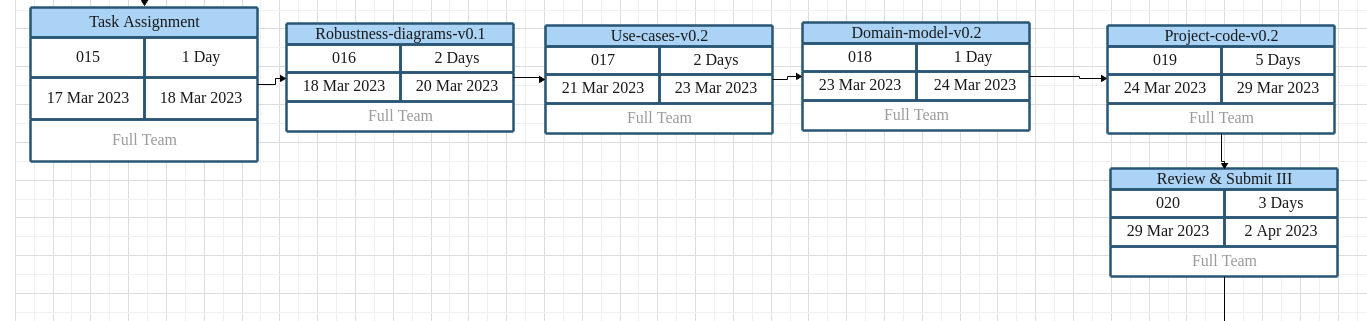 Task Assignment
015 1 Day
17 Mar 2023 18 Mar 2023
Full Team
Robustness-diagrams-v0.1
016 2 Days
18 Mar 2023 20 Mar 2023
Full Team
Use-cases-v0.2
017 2 Days
21 Mar 2023 23 Mar 2023
Full Team
Domain-model-v0.2
018 1 Day
23 Mar 2023 24 Mar 2023
Full Team
Project-code-v0.2
019 5 Days
24 Mar 2023 29 Mar 2023
Full Team
Review & Submit III
020 3 Days
29 Mar 2023 2 Apr 2023
Full Team